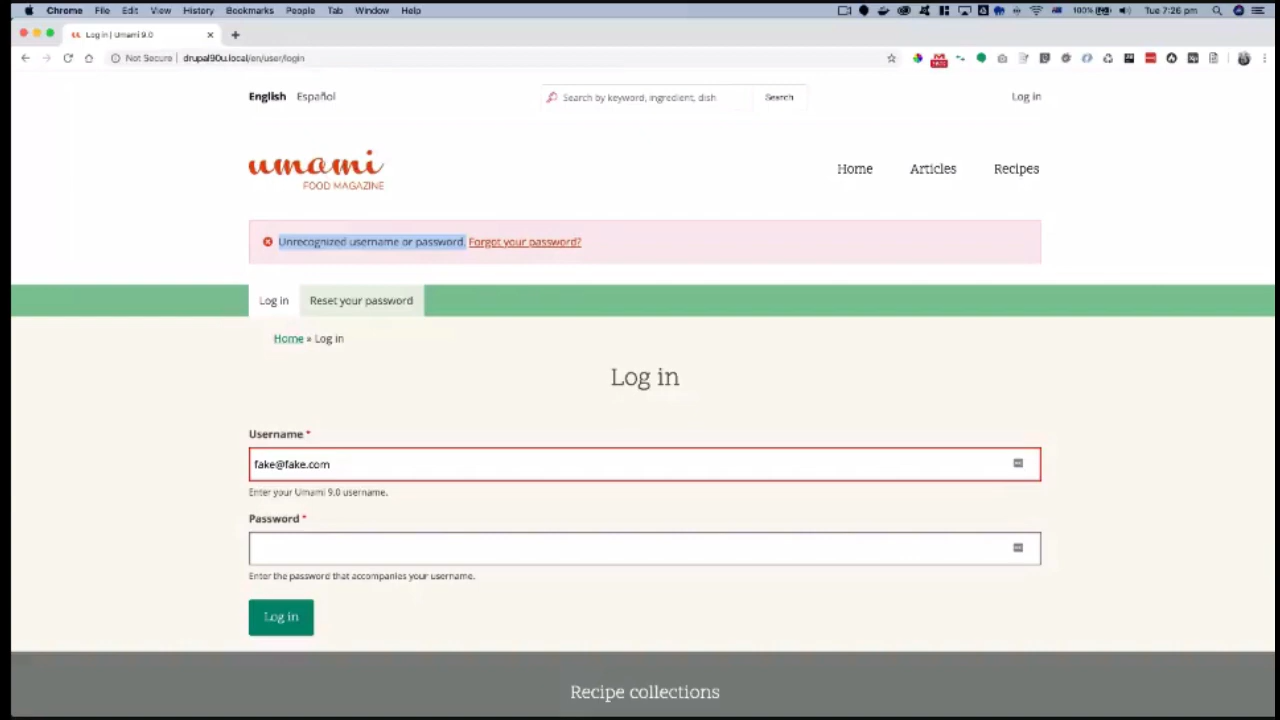 Chrome File Edit View History Bookmarks People Tab Window Help 100% Tue 7:26 pm
Log in | Umami 9.0
Not Secure | drupal90u.local/en/user/login
English Español Search by keyword, ingredient, dish Search Log in
umami
FOOD MAGAZINE
Home Articles Recipes
Unrecognized username or password. Forgot your password?
Log in Reset your password
Home » Log in
Log in
Username *
fake@fake.com
Enter your Umami 9.0 username.
Password *
Enter the password that accompanies your username.
Log in
Recipe collections